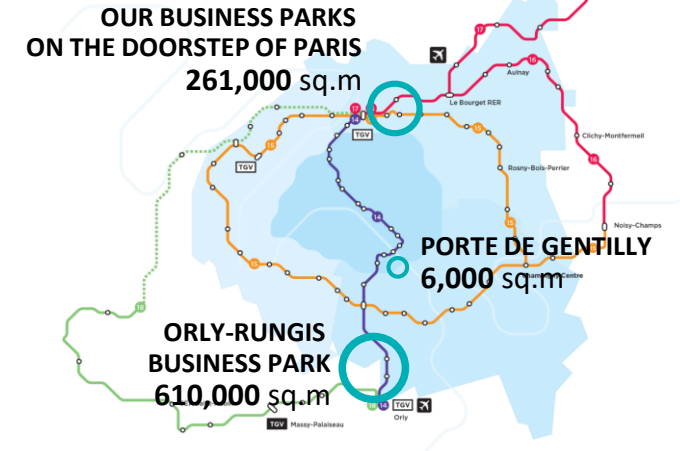 OUR BUSINESS PARKS
ON THE DOORSTEP OF PARIS
261,000 sq.m
17
16
Aulnay
Le Bourget RER
17
14
TGV
15
15
TGV
Clichy-Montfermeil
Rosny-Bois-Perrier
16
14
15
Noisy-Champs
PORTE DE GENTILLY
6,000 sq.m
15
18
ORLY-RUNGIS
BUSINESS PARK
610,000 sq.m
18
14
TGV
Orly
TGV Massy-Palaiseau